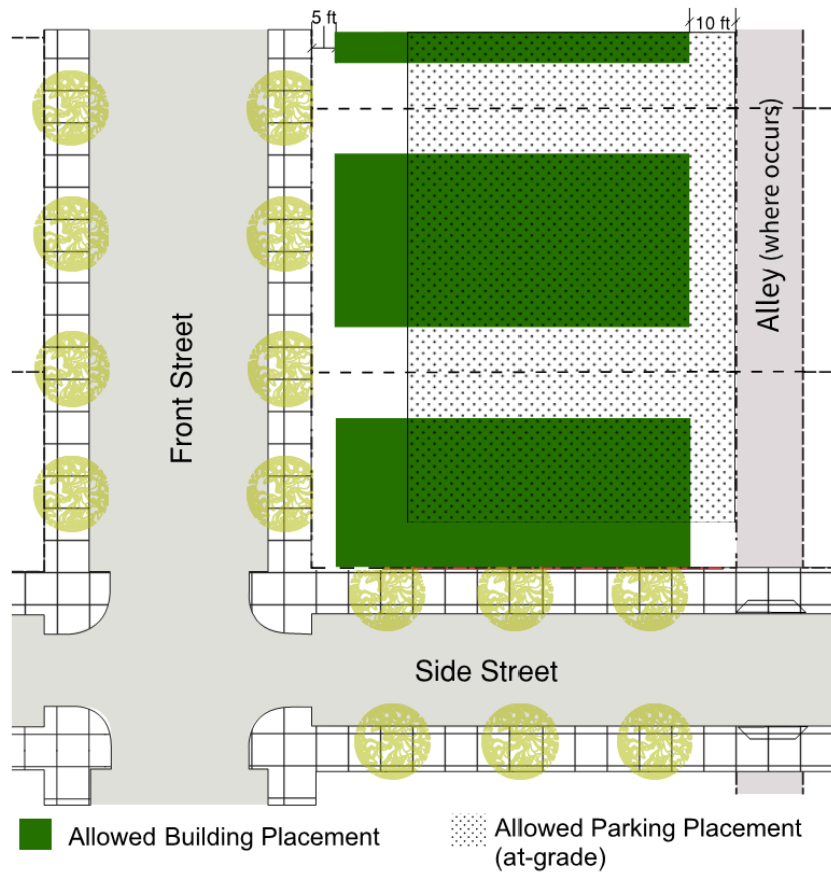 5 ft
10 ft
Alley (where occurs)
Front Street
Side Street
Allowed Building Placement
Allowed Parking Placement
(at-grade)